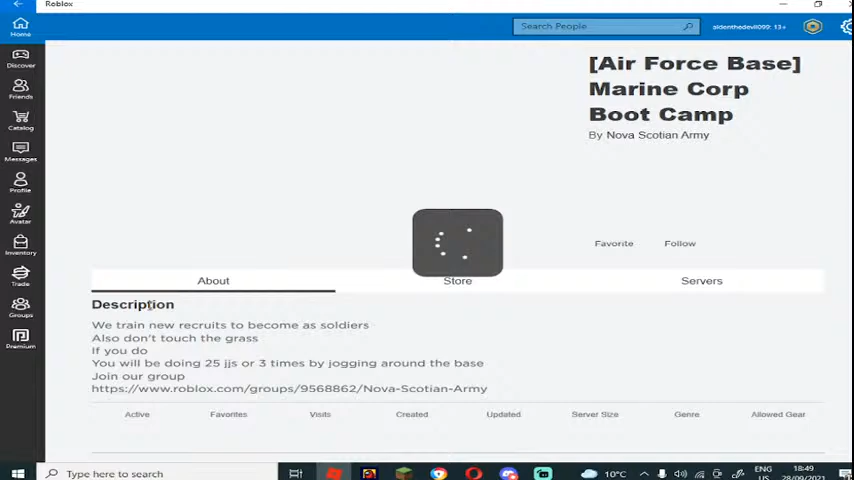 Roblox
Home
Search People
aidenthedevil099: 13+
Discover
Friends
Catalog
Messages
Profile
Avatar
Inventory
Trade
Groups
Premium
[Air Force Base]
Marine Corp
Boot Camp
By Nova Scotian Army
Favorite
Follow
About
Store
Servers
Description
We train new recruits to become as soldiers
Also don't touch the grass
If you do
You will be doing 25 jjs or 3 times by jogging around the base
Join our group
https://www.roblox.com/groups/9568862/Nova-Scotian-Army
Active
Favorites
Visits
Created
Updated
Server Size
Genre
Allowed Gear
Type here to search
10°C
ENG
US
18:49
28/09/2021